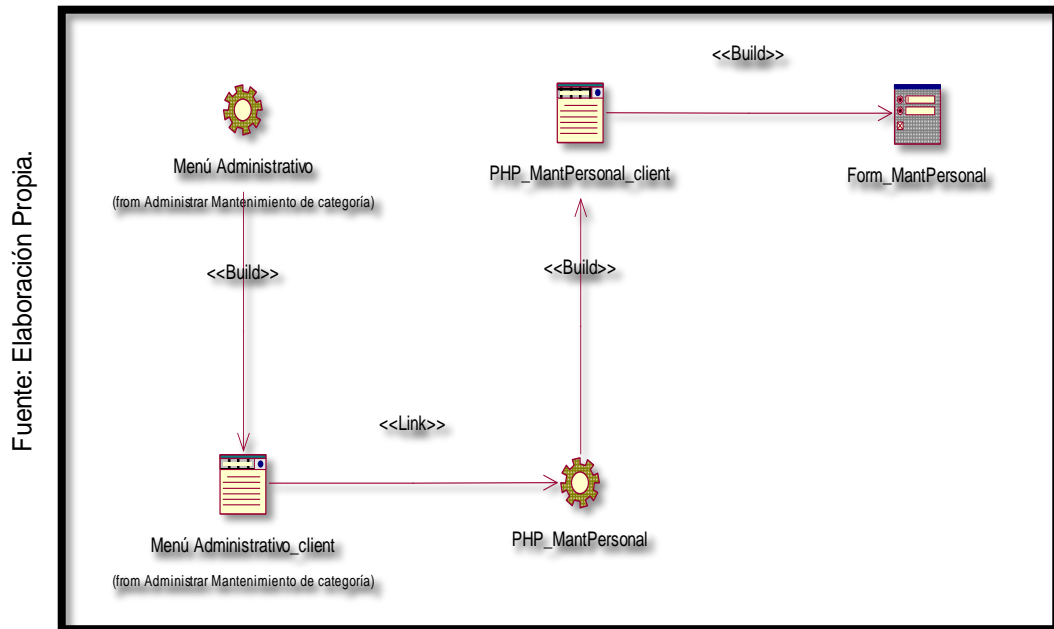 Fuente: Elaboración Propia.
<<Build>>
Menú Administrativo
(from Administrar Mantenimiento de categoría)
PHP_MantPersonal_client
Form_MantPersonal
<<Build>>
<<Build>>
<<Link>>
Menú Administrativo_client
(from Administrar Mantenimiento de categoría)
PHP_MantPersonal